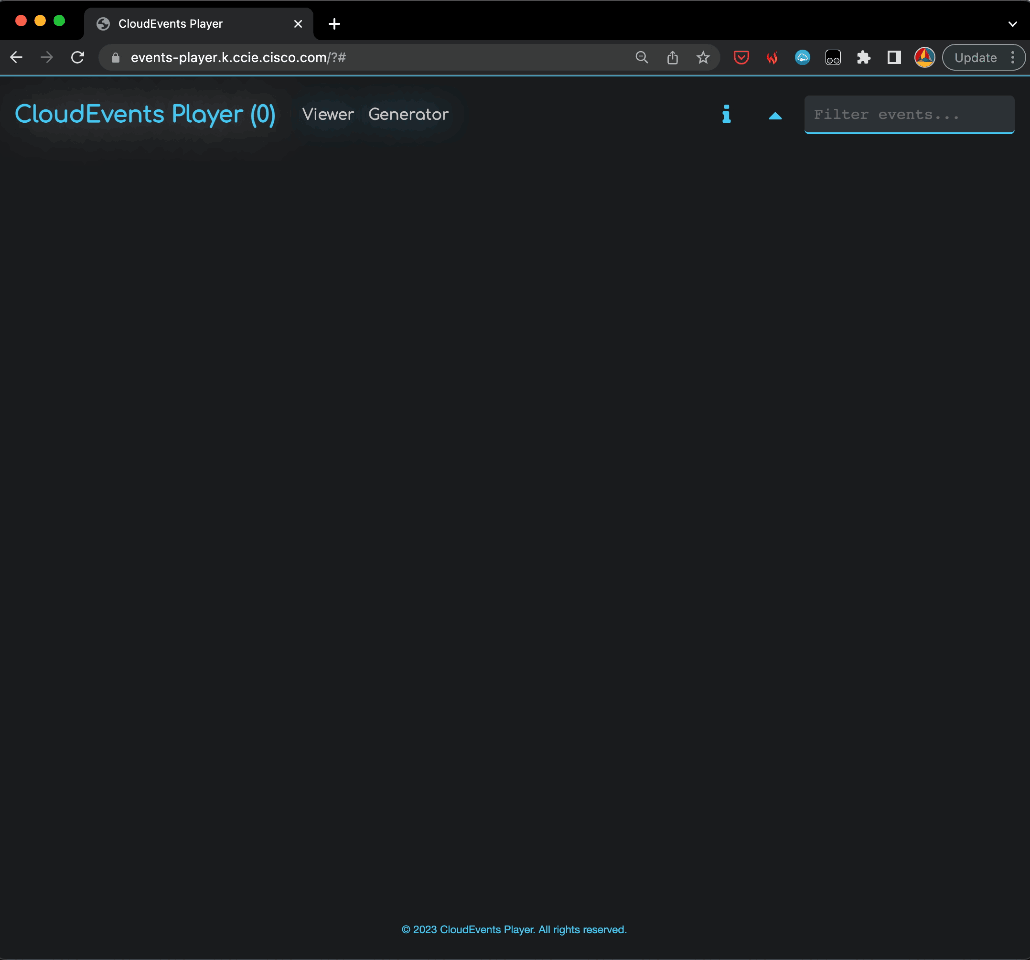 CloudEvents Player
events-player.k.ccie.cisco.com/?#
Update
CloudEvents Player (0)
Viewer
Generator
Filter events...
© 2023 CloudEvents Player. All rights reserved.